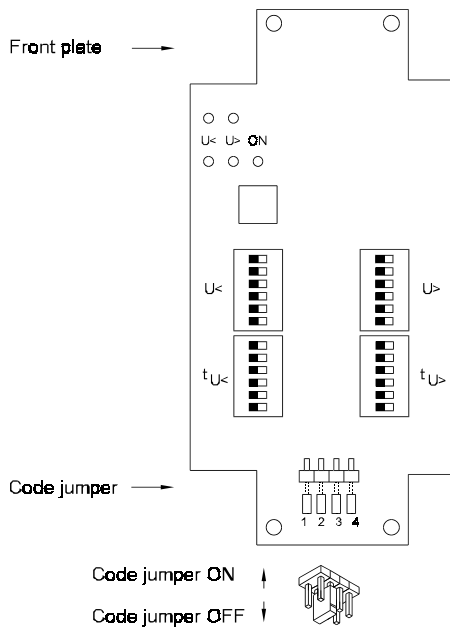 Front plate
U< U> ON
U< U>
tU< tU>
Code jumper
1 2 3 4
Code jumper ON
Code jumper OFF